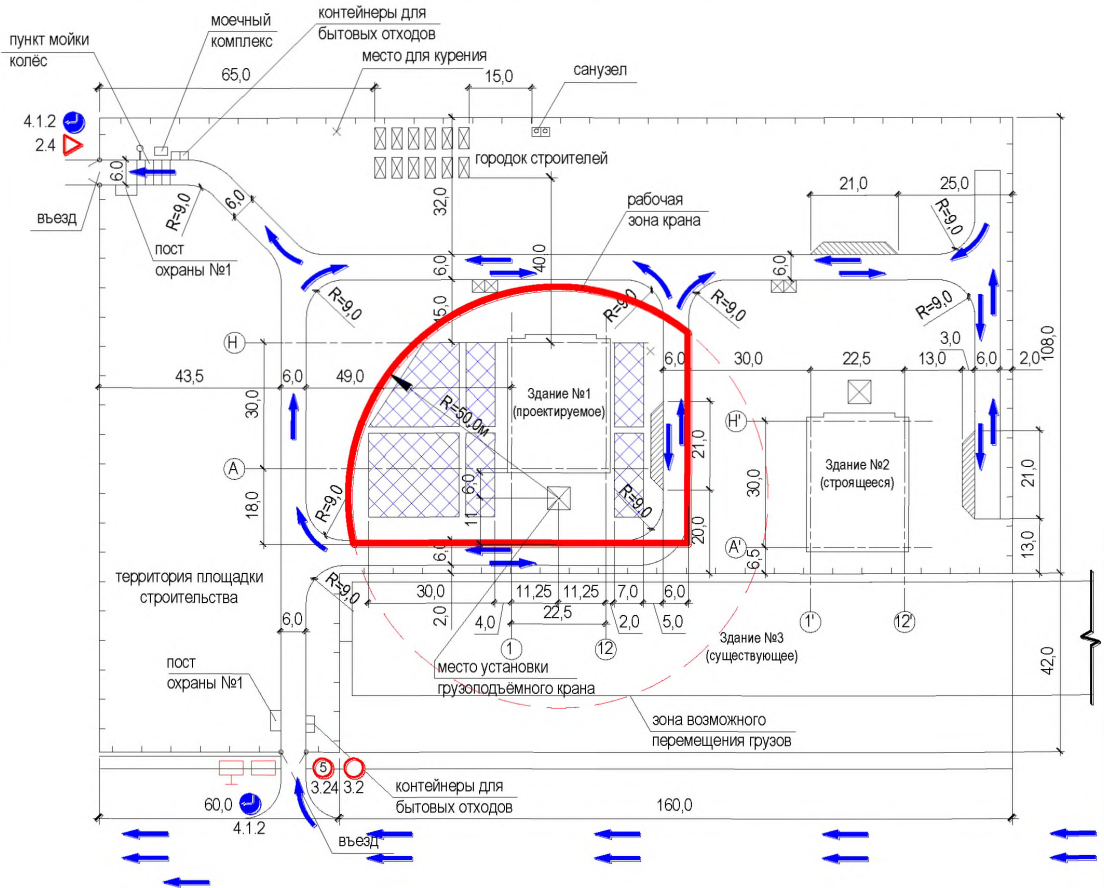 моечный
комплекс
контейнеры для
бытовых отходов
пункт мойки
колёс
место для курения
65,0
15,0
санузел
4.1.2
2.4
городок строителей
6,0
6,0
32,0
21,0
25,0
рабочая
зона крана
R=9,0
R=9,0
въезд
пост
охраны №1
6,0
40,0
6,0
R=9,0
15,0
R=9,0
R=9,0
R=9,0
Н
3,0
108,0
43,5
6,0
49,0
6,0
30,0
22,5
13,0
6,0
2,0
30,0
R=50,0м
Здание №1
(проектируемое)
Н'
21,0
А
6,0
Здание №2
(строящееся)
30,0
21,0
18,0
R=9,0
11
R=9,0
20,0
А'
6,5
13,0
6,0
территория площадки
строительства
R=9,0
2,0
30,0
11,25
11,25
7,0
6,0
6,0
4,0
22,5
2,0
5,0
1
12
1'
12'
Здание №3
(существующее)
42,0
пост
охраны №1
место установки
грузоподъёмного крана
зона возможного
перемещения грузов
5
3.24
3.2
контейнеры для
бытовых отходов
60,0
4.1.2
160,0
въезд